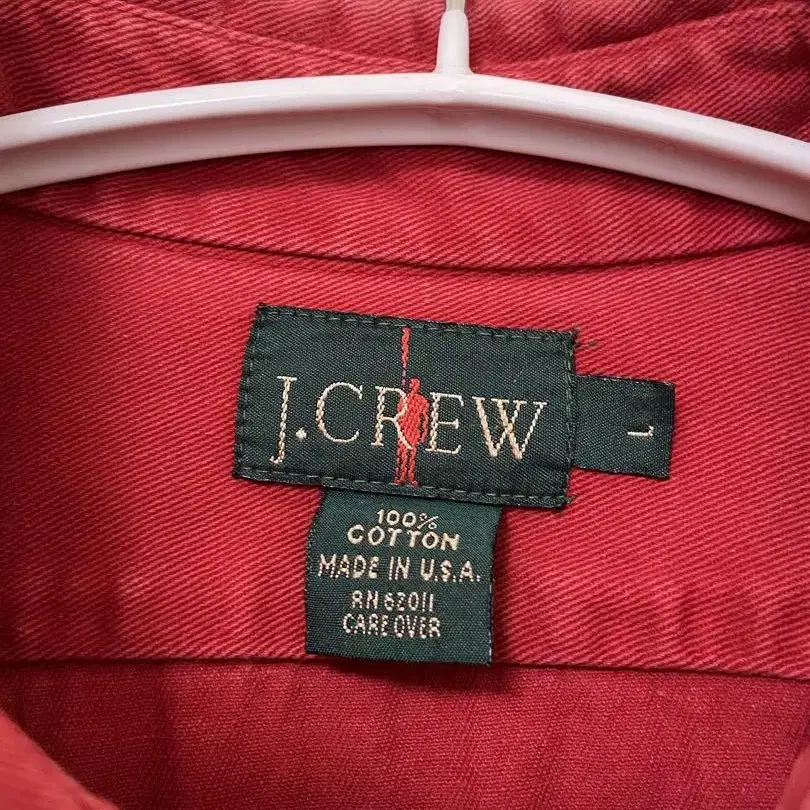 J.CREW
L
100%
COTTON
MADE IN U.S.A.
RN 62011
CARE OVER